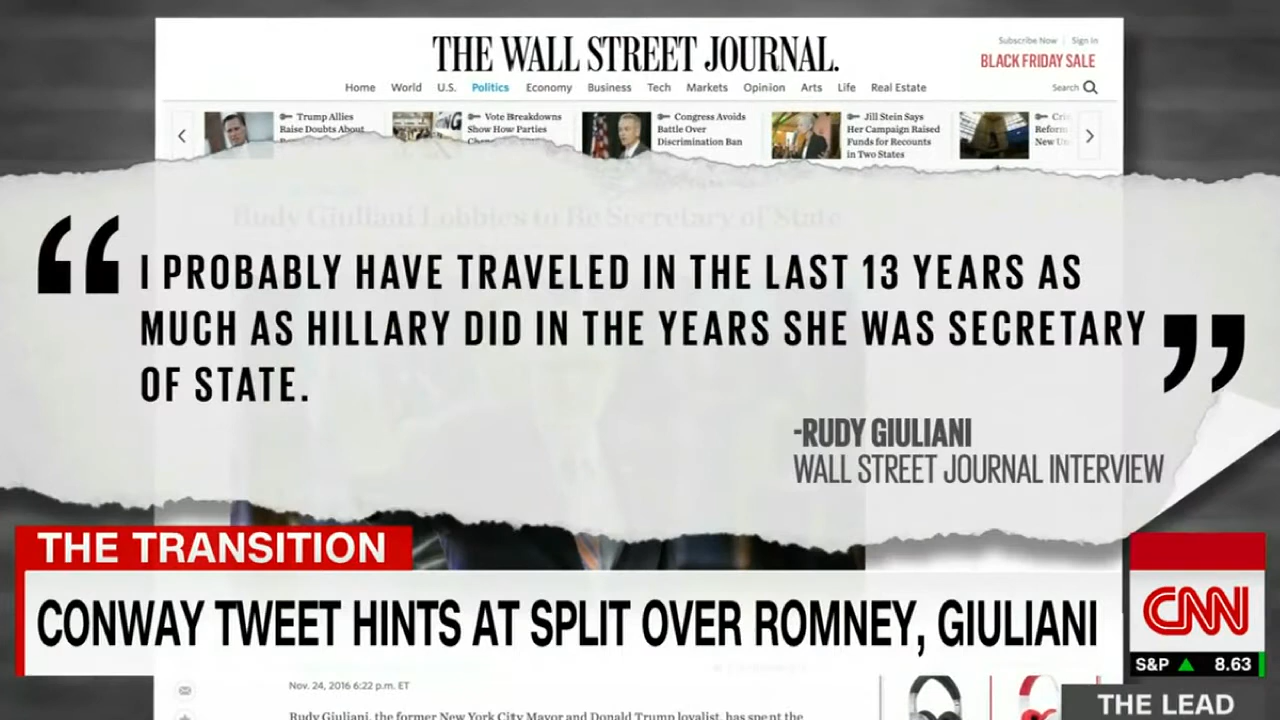 THE WALL STREET JOURNAL.
Subscribe Now | Sign In
BLACK FRIDAY SALE
Home World U.S. Politics Economy Business Tech Markets Opinion Arts Life Real Estate
Search
Trump Allies
Raise Doubts About
Vote Breakdowns
Show How Parties
Congress Avoids
Battle Over
Discrimination Ban
Jill Stein Says
Her Campaign Raised
Funds for Recounts
in Two States
Reform
Rudy Giuliani Lobbies to Be Secretary of State
“I PROBABLY HAVE TRAVELED IN THE LAST 13 YEARS AS
MUCH AS HILLARY DID IN THE YEARS SHE WAS SECRETARY
OF STATE.”
-RUDY GIULIANI
WALL STREET JOURNAL INTERVIEW
THE TRANSITION
CONWAY TWEET HINTS AT SPLIT OVER ROMNEY, GIULIANI
CNN
S&P ▲ 8.63
THE LEAD
Nov. 24, 2016 6:22 p.m. ET
Rudy Giuliani, the former New York City Mayor and Donald Trump loyalist, has spent the